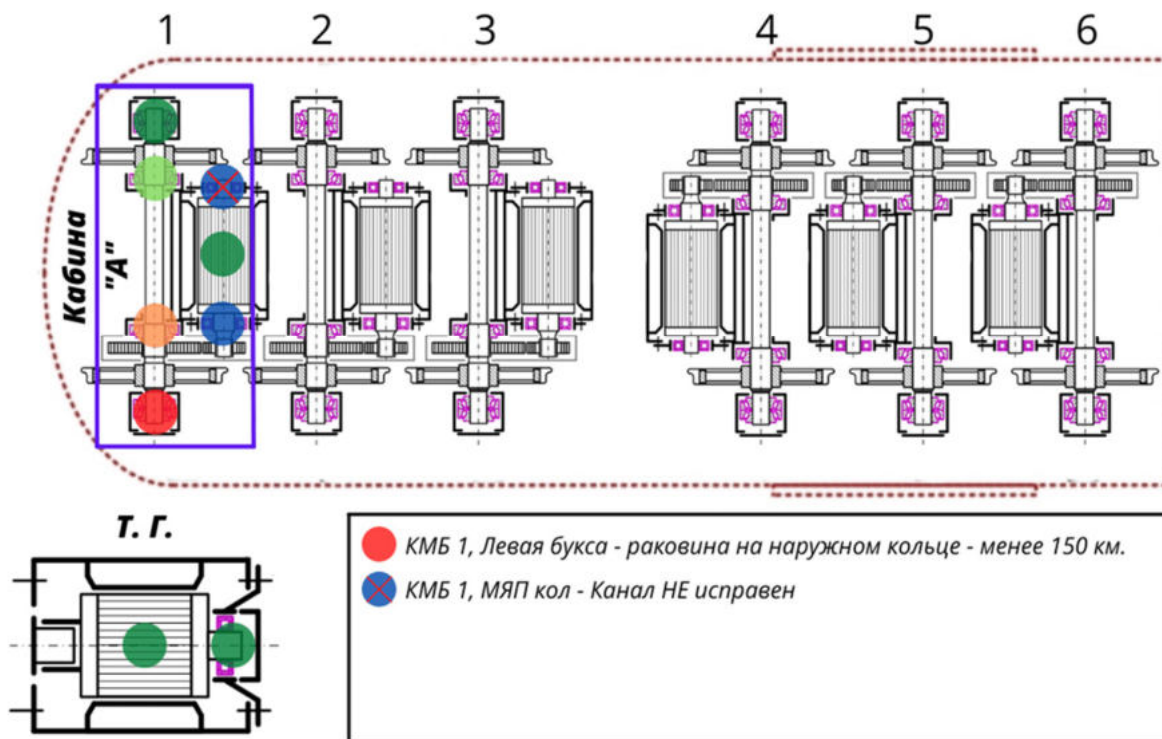 1 2 3 4 5 6
Кабина
"А"
т. г.
КМБ 1, Левая букса - раковина на наружном кольце - менее 150 км.
КМБ 1, МЯП кол - Канал НЕ исправен